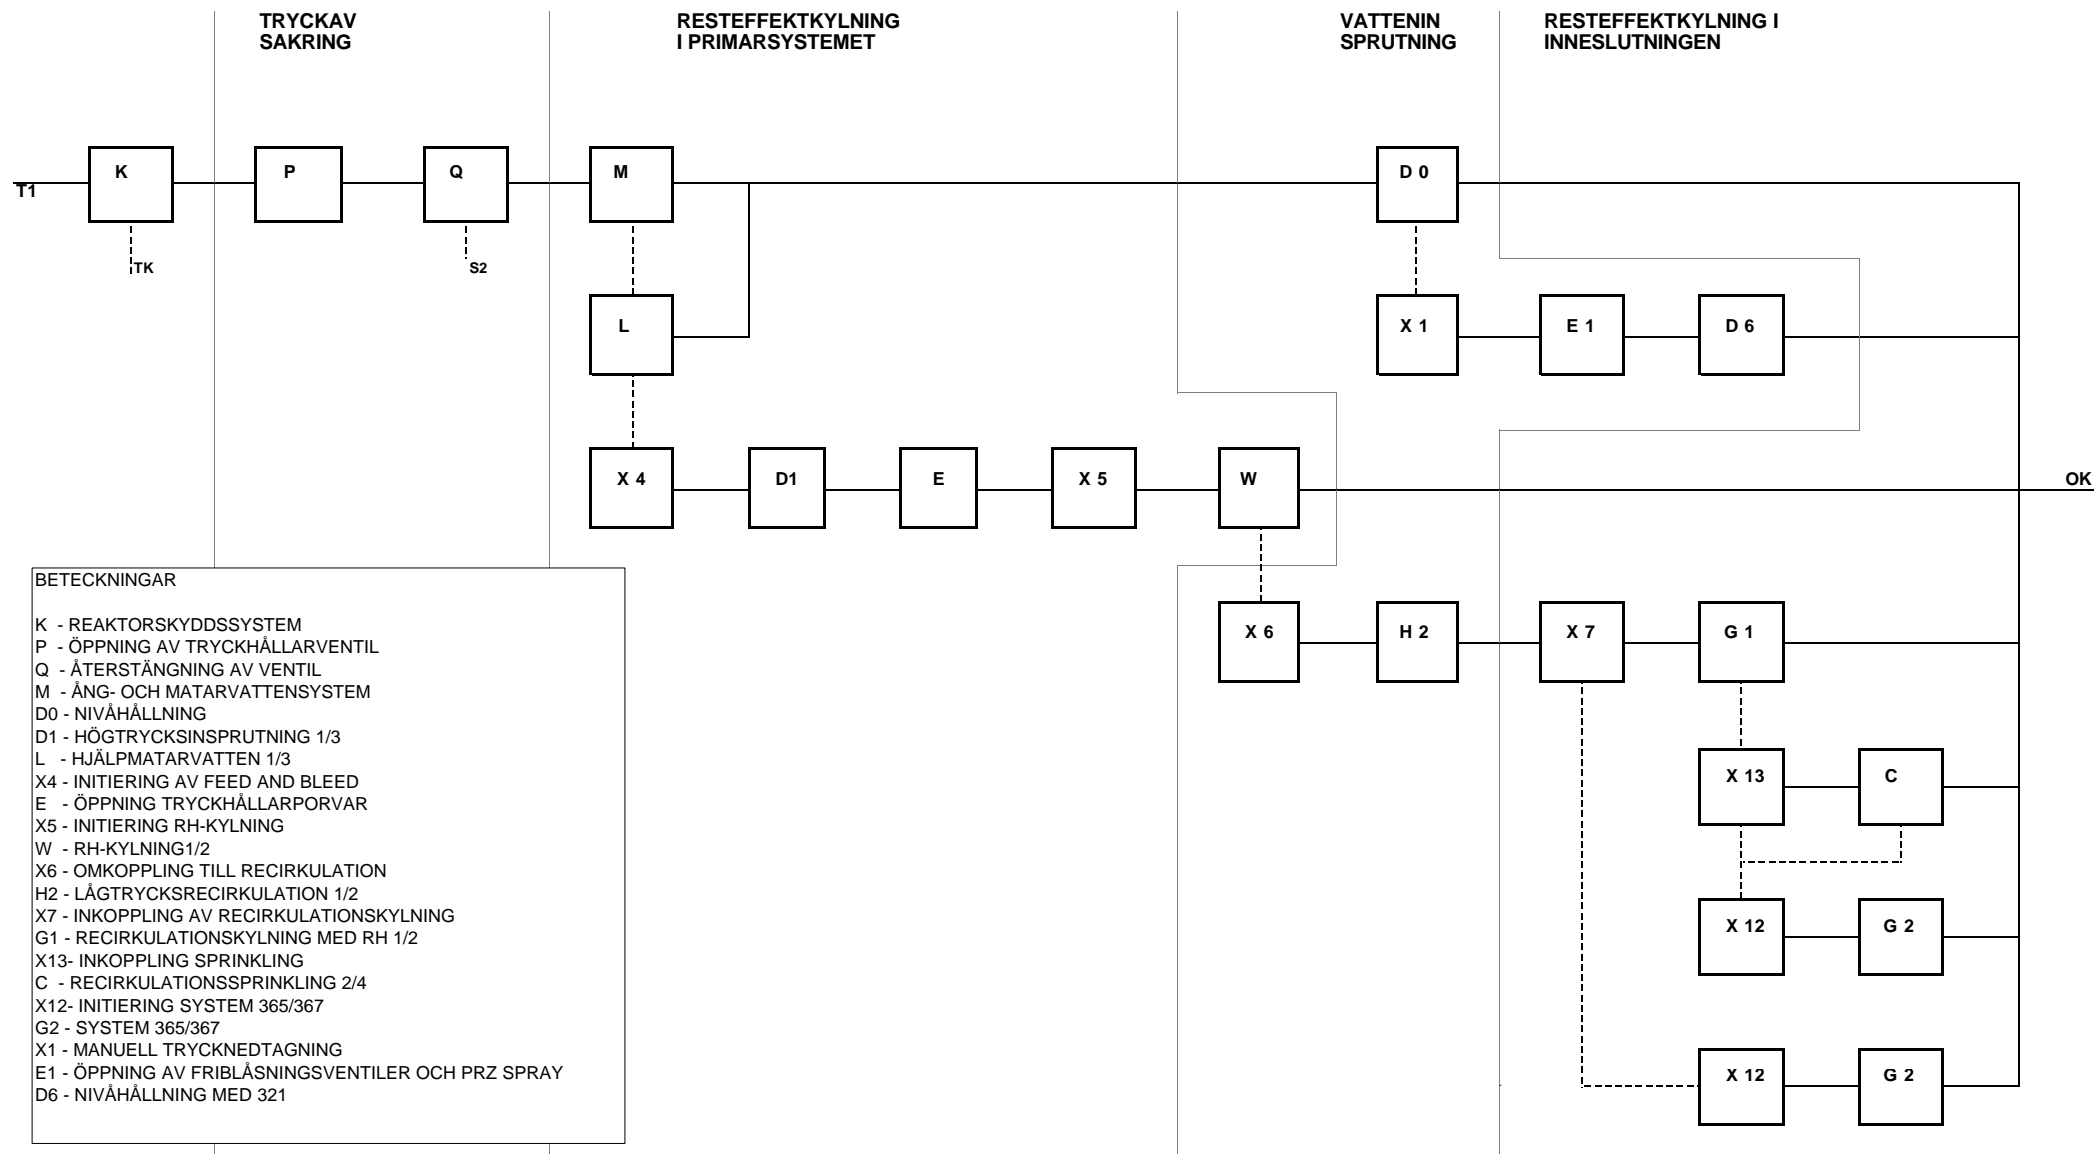 TRYCKAV
SAKRING
RESTEFFEKTKYLNING
I PRIMARSYSTEMET
VATTENIN
SPRUTNING
RESTEFFEKTKYLNING I
INNESLUTNINGEN
T1
K
P
Q
M
D 0
TK
S2
L
X 1
E 1
D 6
X 4
D1
E
X 5
W
OK
X 6
H 2
X 7
G 1
X 13
C
X 12
G 2
X 12
G 2
BETECKNINGAR
K - REAKTORSKYDDSSYSTEM
P - ÖPPNING AV TRYCKHÅLLARVENTIL
Q - ÅTERSTÄNGNING AV VENTIL
M - ÅNG- OCH MATARVATTENSYSTEM
D0 - NIVÅHÅLLNING
D1 - HÖGTRYCKSINSPRUTNING 1/3
L - HJÄLPMATARVATTEN 1/3
X4 - INITIERING AV FEED AND BLEED
E - ÖPPNING TRYCKHÅLLARPORVAR
X5 - INITIERING RH-KYLNING
W - RH-KYLNING1/2
X6 - OMKOPPLING TILL RECIRKULATION
H2 - LÅGTRYCKSRECIRKULATION 1/2
X7 - INKOPPLING AV RECIRKULATIONSKYLNING
G1 - RECIRKULATIONSKYLNING MED RH 1/2
X13- INKOPPLING SPRINKLING
C - RECIRKULATIONSSPRINKLING 2/4
X12- INITIERING SYSTEM 365/367
G2 - SYSTEM 365/367
X1 - MANUELL TRYCKNEDTAGNING
E1 - ÖPPNING AV FRIBLÅSNINGSVENTILER OCH PRZ SPRAY
D6 - NIVÅHÅLLNING MED 321